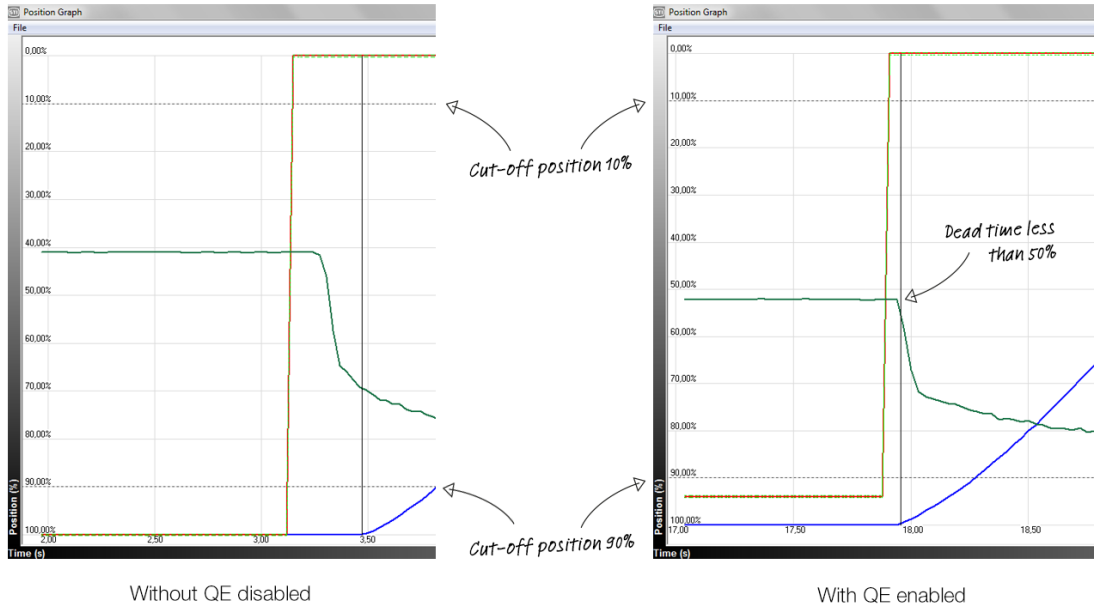 Position Graph
File
0,00%
10,00%
20,00%
30,00%
40,00%
50,00%
60,00%
70,00%
80,00%
90,00%
100,00%
2,00
2,50
3,00
3,50
Position (%)
Time (s)
Without QE disabled
Cut-off position 10%
Cut-off position 90%
Position Graph
File
0,00%
10,00%
20,00%
30,00%
40,00%
50,00%
60,00%
70,00%
80,00%
90,00%
100,00%
17,00
17,50
18,00
18,50
Position (%)
Time (s)
Dead time less
than 50%
With QE enabled